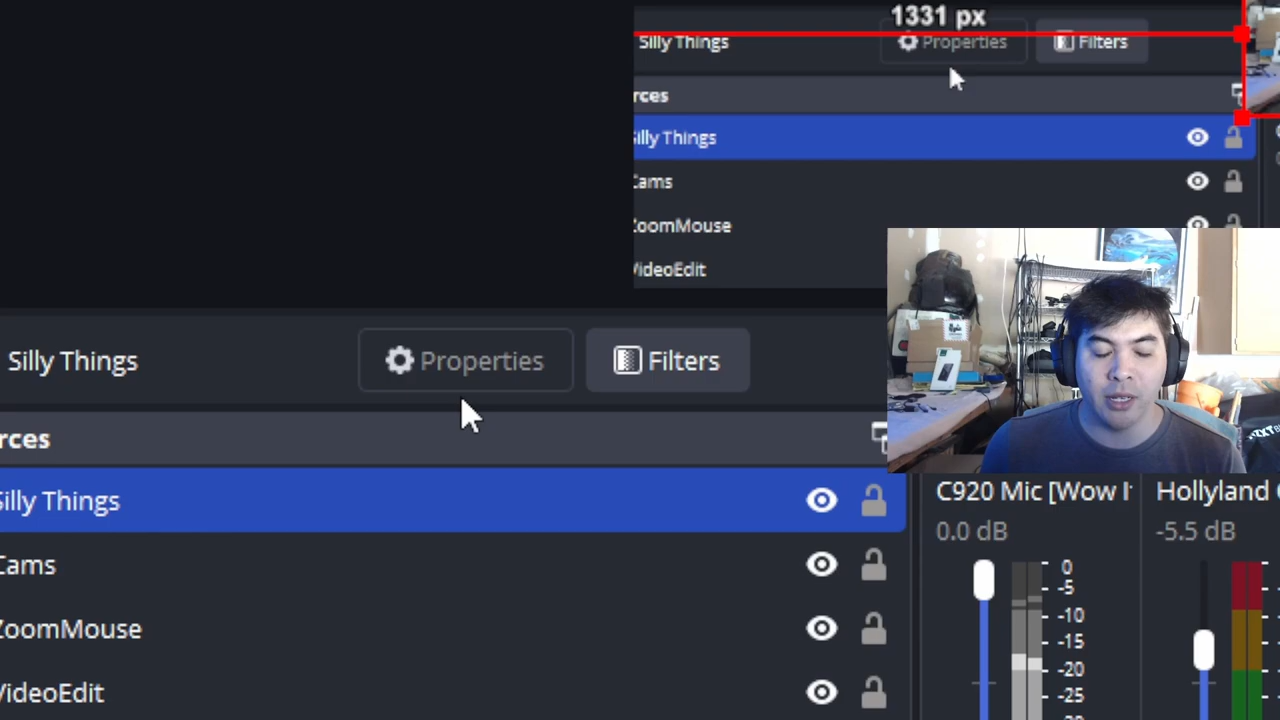 1331 px
Silly Things
Properties
Filters
rces
Silly Things
Cams
ZoomMouse
VideoEdit
Silly Things
Properties
Filters
rces
Silly Things
Cams
ZoomMouse
VideoEdit
C920 Mic [Wow I
Hollyland
0.0 dB
-5.5 dB
0
-5
-10
-15
-20
-25